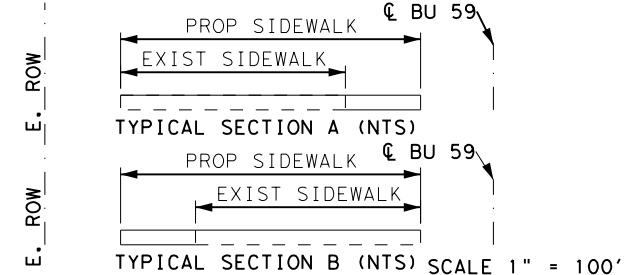 ℄ BU 59
PROP SIDEWALK
EXIST SIDEWALK
E. ROW
TYPICAL SECTION A (NTS)
PROP SIDEWALK
℄ BU 59
EXIST SIDEWALK
E. ROW
TYPICAL SECTION B (NTS)
SCALE 1" = 100'